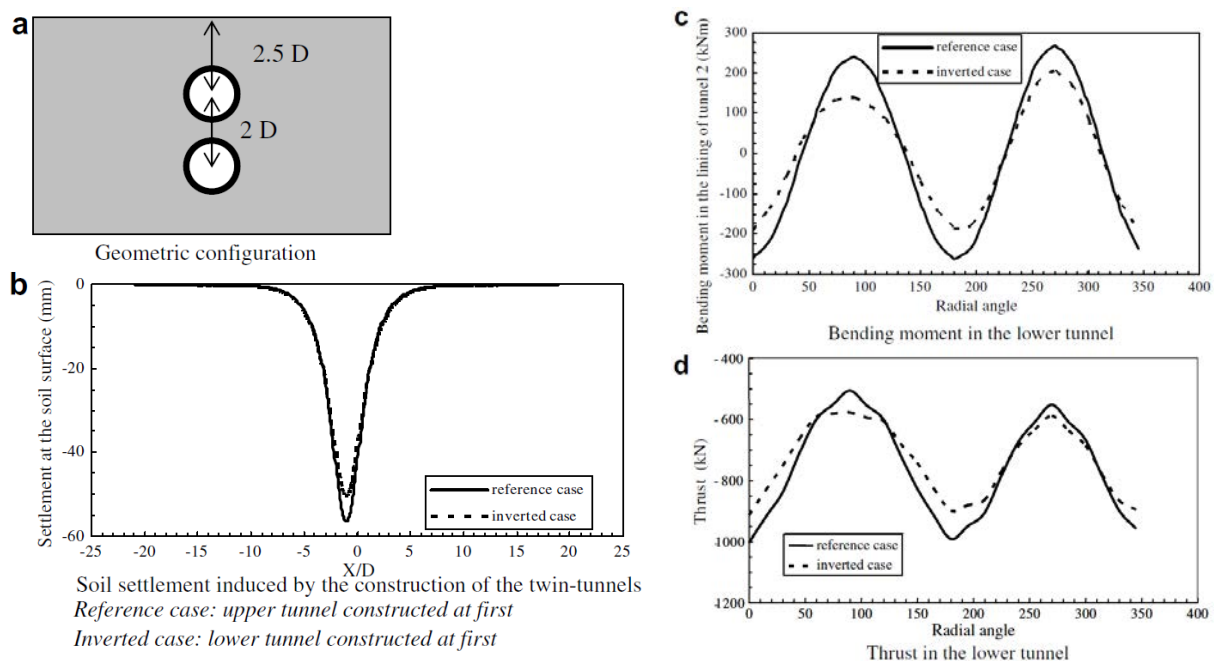 a
2.5 D
2 D
Geometric configuration
b
Settlement at the soil surface (mm)
0
-20
-40
-60
-25
-20
-15
-10
-5
0
5
10
15
20
25
X/D
reference case
inverted case
Soil settlement induced by the construction of the twin-tunnels
Reference case: upper tunnel constructed at first
Inverted case: lower tunnel constructed at first
c
Bending moment in the lining of tunnel 2 (kNm)
300
200
100
0
-100
-200
-300
0
50
100
150
200
250
300
350
400
reference case
inverted case
Radial angle
Bending moment in the lower tunnel
d
Thrust (kN)
-400
-600
-800
-1000
-1200
0
50
100
150
200
250
300
350
400
reference case
inverted case
Radial angle
Thrust in the lower tunnel